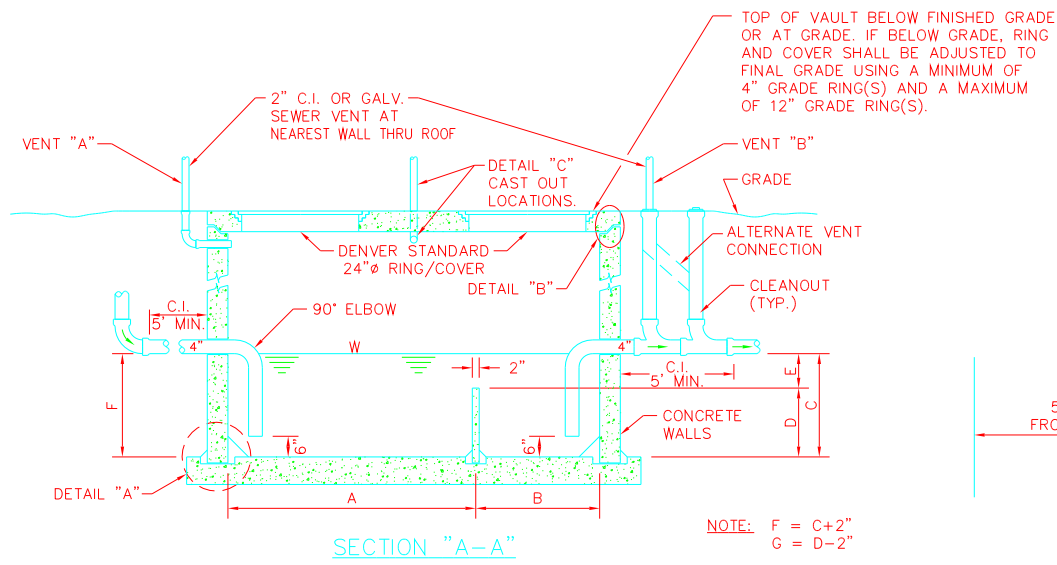 TOP OF VAULT BELOW FINISHED GRADE
OR AT GRADE. IF BELOW GRADE, RING
AND COVER SHALL BE ADJUSTED TO
FINAL GRADE USING A MINIMUM OF
4" GRADE RING(S) AND A MAXIMUM
OF 12" GRADE RING(S).
2" C.I. OR GALV.
SEWER VENT AT
NEAREST WALL THRU ROOF
VENT "A"
VENT "B"
DETAIL "C"
CAST OUT
LOCATIONS.
GRADE
ALTERNATE VENT
CONNECTION
DENVER STANDARD
24"ø RING/COVER
DETAIL "B"
CLEANOUT
(TYP.)
C.I.
5' MIN.
90° ELBOW
4"
W
4"
2"
C.I.
5' MIN.
E
F
D
C
CONCRETE
WALLS
6"
6"
5
FRO
DETAIL "A"
A
B
NOTE: F = C+2"
G = D-2"
SECTION "A-A"